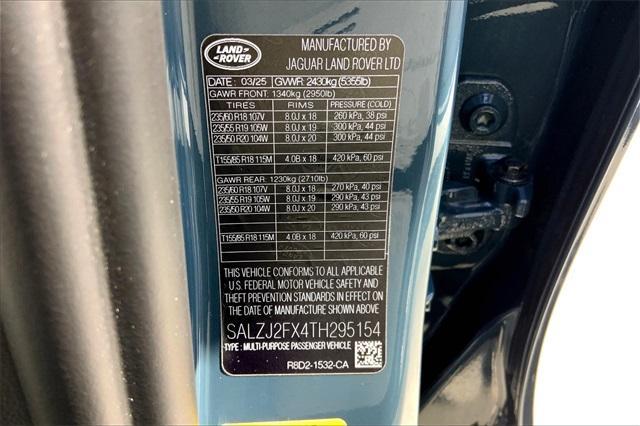 LAND ROVER
MANUFACTURED BY
JAGUAR LAND ROVER LTD
DATE : 03/25 GVWR: 2430kg (5355lb)
GAWR FRONT: 1340kg (2950lb)
TIRES RIMS PRESSURE (COLD)
235/60 R18 107V 8.0J x 18 260 kPa, 38 psi
235/55 R19 105W 8.0J x 19 300 kPa, 44 psi
235/50 R20 104W 8.0J x 20 300 kPa, 44 psi
T155/85 R18 115M 4.0B x 18 420 kPa, 60 psi
GAWR REAR: 1230kg (2710lb)
235/60 R18 107V 8.0J x 18 270 kPa, 40 psi
235/55 R19 105W 8.0J x 19 290 kPa, 43 psi
235/50 R20 104W 8.0J x 20 290 kPa, 43 psi
T155/85 R18 115M 4.0B x 18 420 kPa, 60 psi
THIS VEHICLE CONFORMS TO ALL APPLICABLE
U.S. FEDERAL MOTOR VEHICLE SAFETY AND
THEFT PREVENTION STANDARDS IN EFFECT ON
THE DATE OF MANUFACTURE SHOWN ABOVE
SALZJ2FX4TH295154
TYPE : MULTI-PURPOSE PASSENGER VEHICLE
R8D2-1532-CA